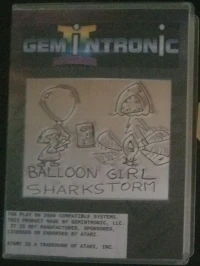 GEMINTRONIC
BALLOON GIRL
SHARKSTORM
FOR PLAY ON 2600 COMPATIBLE SYSTEMS.
THIS PRODUCT MADE BY GEMINTRONIC, LLC.
IT IS NOT MANUFACTURED, SPONSORED,
LICENSED OR ENDORSED BY ATARI.
ATARI IS A TRADEMARK OF ATARI, INC.